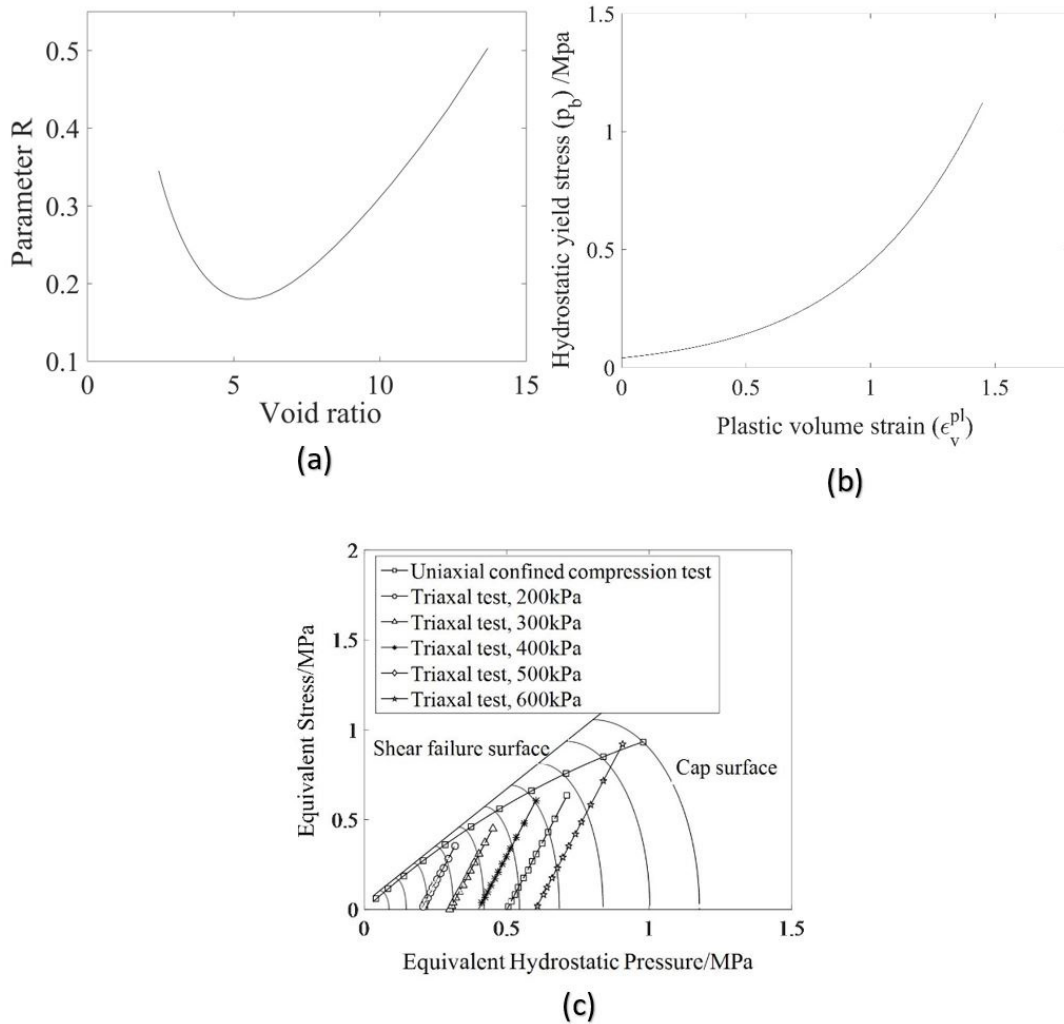 Parameter R
0.5
0.4
0.3
0.2
0.1
0
5
10
15
Void ratio
(a)
Hydrostatic yield stress (p_b) /Mpa
1.5
1
0.5
0
0
0.5
1
1.5
Plastic volume strain (ϵ_v^pl)
(b)
Equivalent Stress/MPa
2
1.5
1
0.5
0
Uniaxial confined compression test
Triaxal test, 200kPa
Triaxal test, 300kPa
Triaxal test, 400kPa
Triaxal test, 500kPa
Triaxal test, 600kPa
Shear failure surface
Cap surface
0
0.5
1
1.5
Equivalent Hydrostatic Pressure/MPa
(c)